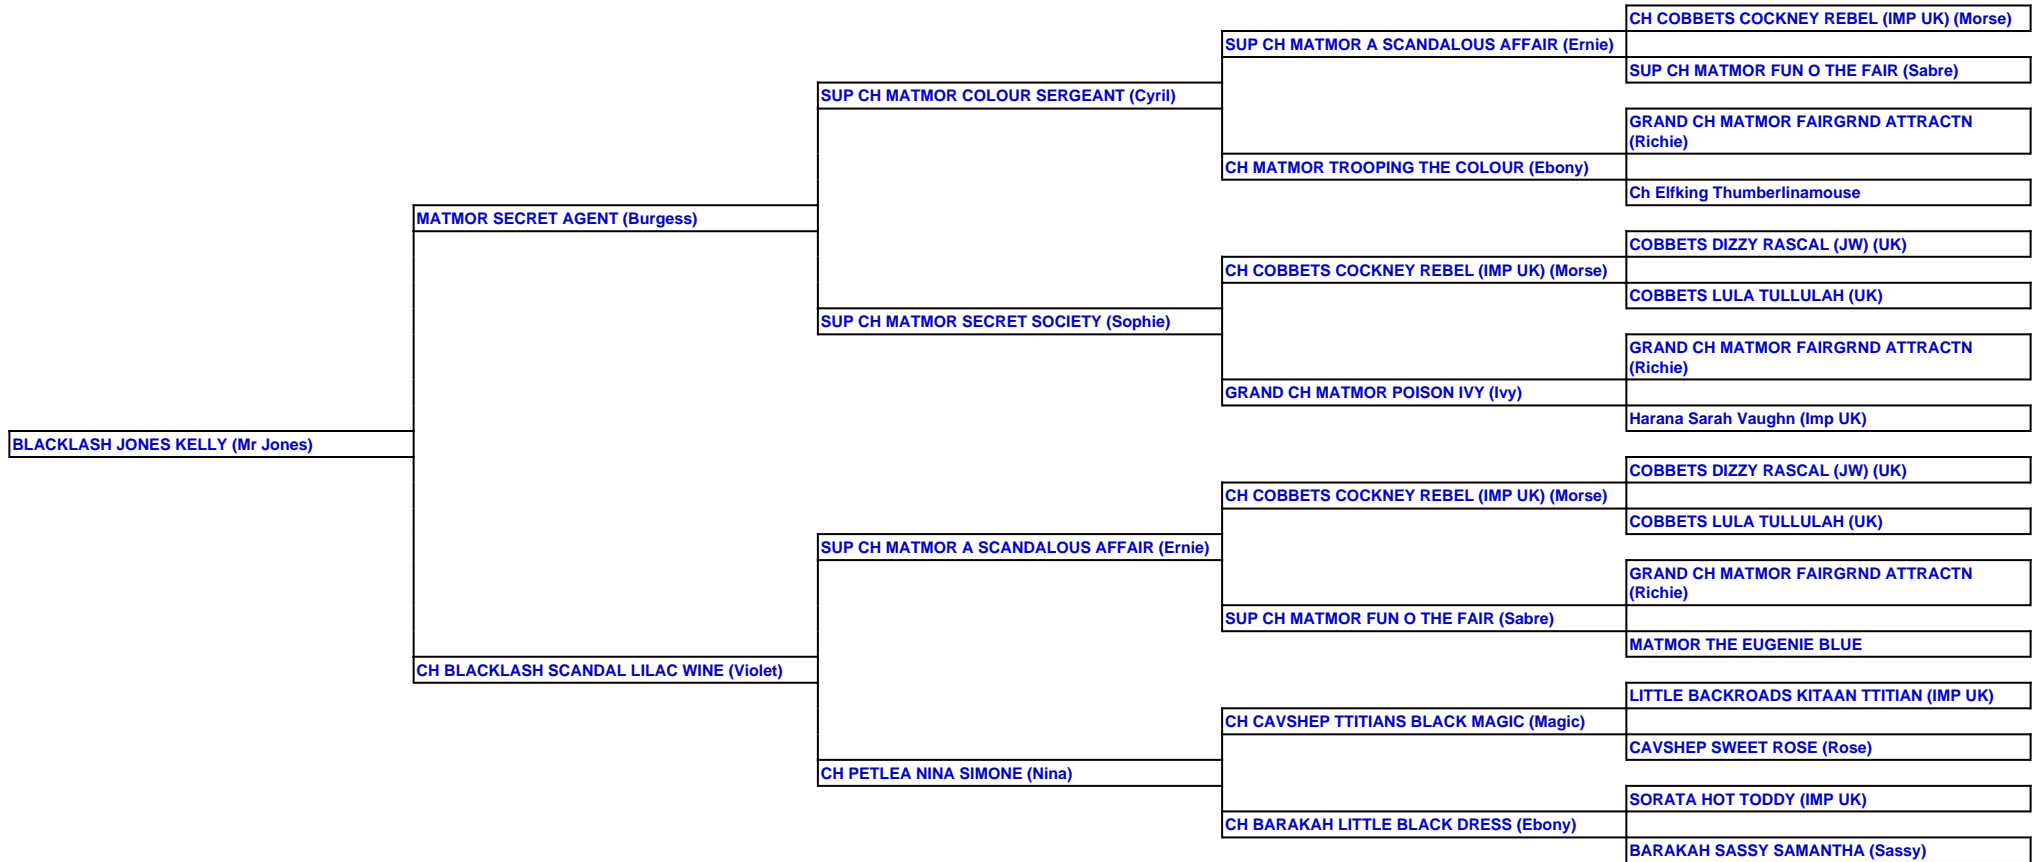 CH COBBETS COCKNEY REBEL (IMP UK) (Morse)
SUP CH MATMOR A SCANDALOUS AFFAIR (Ernie)
SUP CH MATMOR FUN O THE FAIR (Sabre)
SUP CH MATMOR COLOUR SERGEANT (Cyril)
GRAND CH MATMOR FAIRGRND ATTRACTN
(Richie)
CH MATMOR TROOPING THE COLOUR (Ebony)
Ch Elfking Thumberlinamouse
MATMOR SECRET AGENT (Burgess)
COBBETS DIZZY RASCAL (JW) (UK)
CH COBBETS COCKNEY REBEL (IMP UK) (Morse)
COBBETS LULA TULLULAH (UK)
SUP CH MATMOR SECRET SOCIETY (Sophie)
GRAND CH MATMOR FAIRGRND ATTRACTN
(Richie)
GRAND CH MATMOR POISON IVY (Ivy)
Harana Sarah Vaughn (Imp UK)
BLACKLASH JONES KELLY (Mr Jones)
COBBETS DIZZY RASCAL (JW) (UK)
CH COBBETS COCKNEY REBEL (IMP UK) (Morse)
COBBETS LULA TULLULAH (UK)
SUP CH MATMOR A SCANDALOUS AFFAIR (Ernie)
GRAND CH MATMOR FAIRGRND ATTRACTN
(Richie)
SUP CH MATMOR FUN O THE FAIR (Sabre)
MATMOR THE EUGENIE BLUE
CH BLACKLASH SCANDAL LILAC WINE (Violet)
LITTLE BACKROADS KITAAN TTITIAN (IMP UK)
CH CAVSHEP TTITIANS BLACK MAGIC (Magic)
CAVSHEP SWEET ROSE (Rose)
CH PETLEA NINA SIMONE (Nina)
SORATA HOT TODDY (IMP UK)
CH BARAKAH LITTLE BLACK DRESS (Ebony)
BARAKAH SASSY SAMANTHA (Sassy)